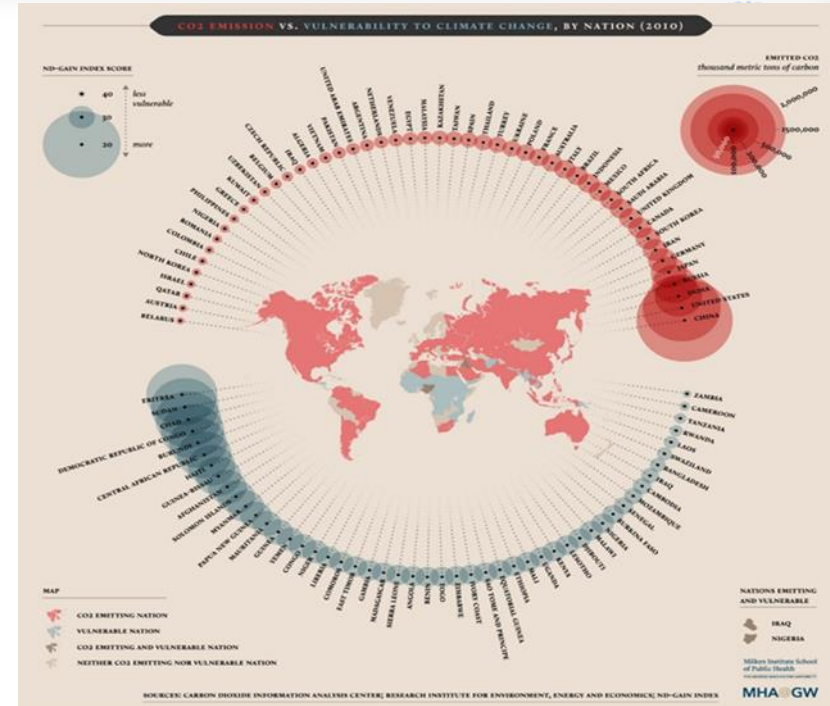 CO2 EMISSION VS. VULNERABILITY TO CLIMATE CHANGE, BY NATION (2010)
ND-GAIN INDEX SCORE
40
less
vulnerable
30
20
more
EMITTED CO2
thousand metric tons of carbon
2,000,000
1,500,000
500,000
BELARUS
AUSTRIA
QATAR
ISRAEL
NORTH KOREA
CHILE
COLOMBIA
ROMANIA
NIGERIA
PHILIPPINES
GREECE
KUWAIT
UZBEKISTAN
BELGIUM
CZECH REPUBLIC
IRAQ
ALGERIA
VIETNAM
PAKISTAN
UNITED ARAB EMIRATES
ARGENTINA
NETHERLANDS
VENEZUELA
EGYPT
MALAYSIA
KAZAKHSTAN
TAIWAN
SPAIN
THAILAND
TURKEY
UKRAINE
POLAND
FRANCE
AUSTRALIA
ITALY
BRAZIL
INDONESIA
MEXICO
SOUTH AFRICA
SAUDI ARABIA
UNITED KINGDOM
CANADA
SOUTH KOREA
IRAN
GERMANY
JAPAN
RUSSIA
INDIA
UNITED STATES
CHINA
ERITREA
SUDAN
CHAD
DEMOCRATIC REPUBLIC OF CONGO
BURUNDI
CENTRAL AFRICAN REPUBLIC
HAITI
GUINEA-BISSAU
AFGHANISTAN
SOLOMON ISLANDS
MYANMAR
PAPUA NEW GUINEA
MAURITANIA
GUINEA
YEMEN
CONGO
NIGER
LIBERIA
COMOROS
EAST TIMOR
GAMBIA
MADAGASCAR
SIERRA LEONE
ANGOLA
BENIN
TOGO
ZIMBABWE
IVORY COAST
SAO TOME AND PRINCIPE
EQUATORIAL GUINEA
ETHIOPIA
MALI
UGANDA
KENYA
LESOTHO
DJIBOUTI
MALAWI
NIGERIA
BURKINA FASO
SENEGAL
MOZAMBIQUE
CAMBODIA
IRAQ
BANGLADESH
SWAZILAND
LAOS
RWANDA
TANZANIA
CAMEROON
ZAMBIA
MAP
CO2 EMITTING NATION
VULNERABLE NATION
CO2 EMITTING AND VULNERABLE NATION
NEITHER CO2 EMITTING NOR VULNERABLE NATION
NATIONS EMITTING
AND VULNERABLE
IRAQ
NIGERIA
Milken Institute School
of Public Health
MHA@GW
SOURCES: CARBON DIOXIDE INFORMATION ANALYSIS CENTER; RESEARCH INSTITUTE FOR ENVIRONMENT, ENERGY AND ECONOMICS; ND-GAIN INDEX